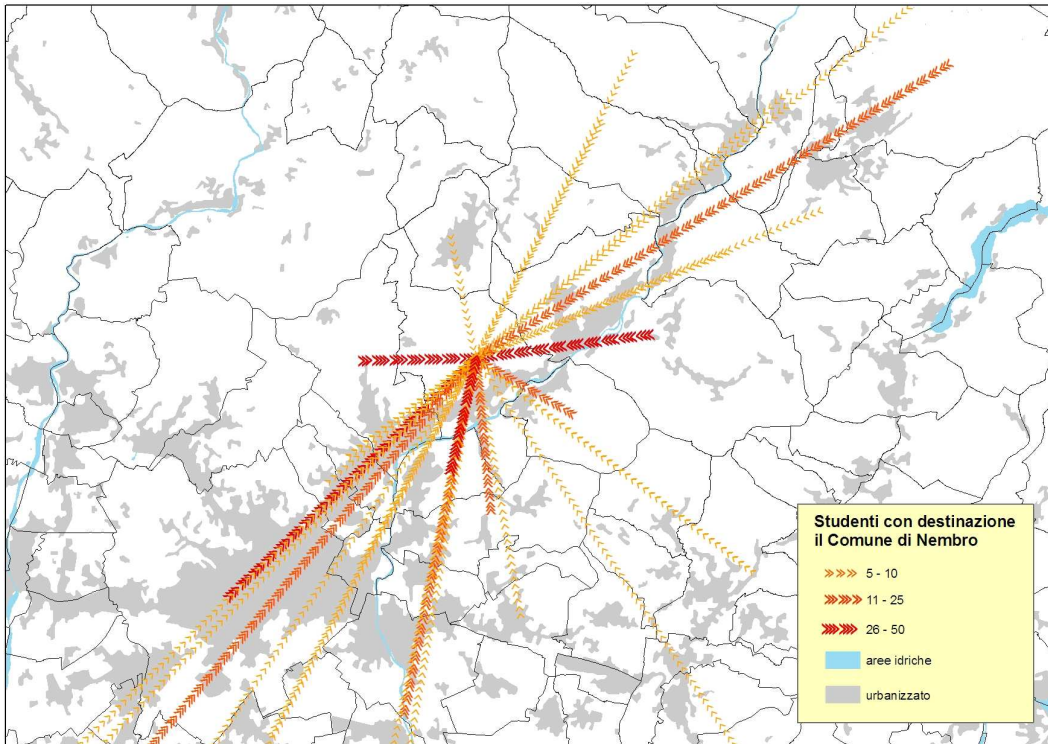 Studenti con destinazione
il Comune di Nembro
5 - 10
11 - 25
26 - 50
aree idriche
urbanizzato